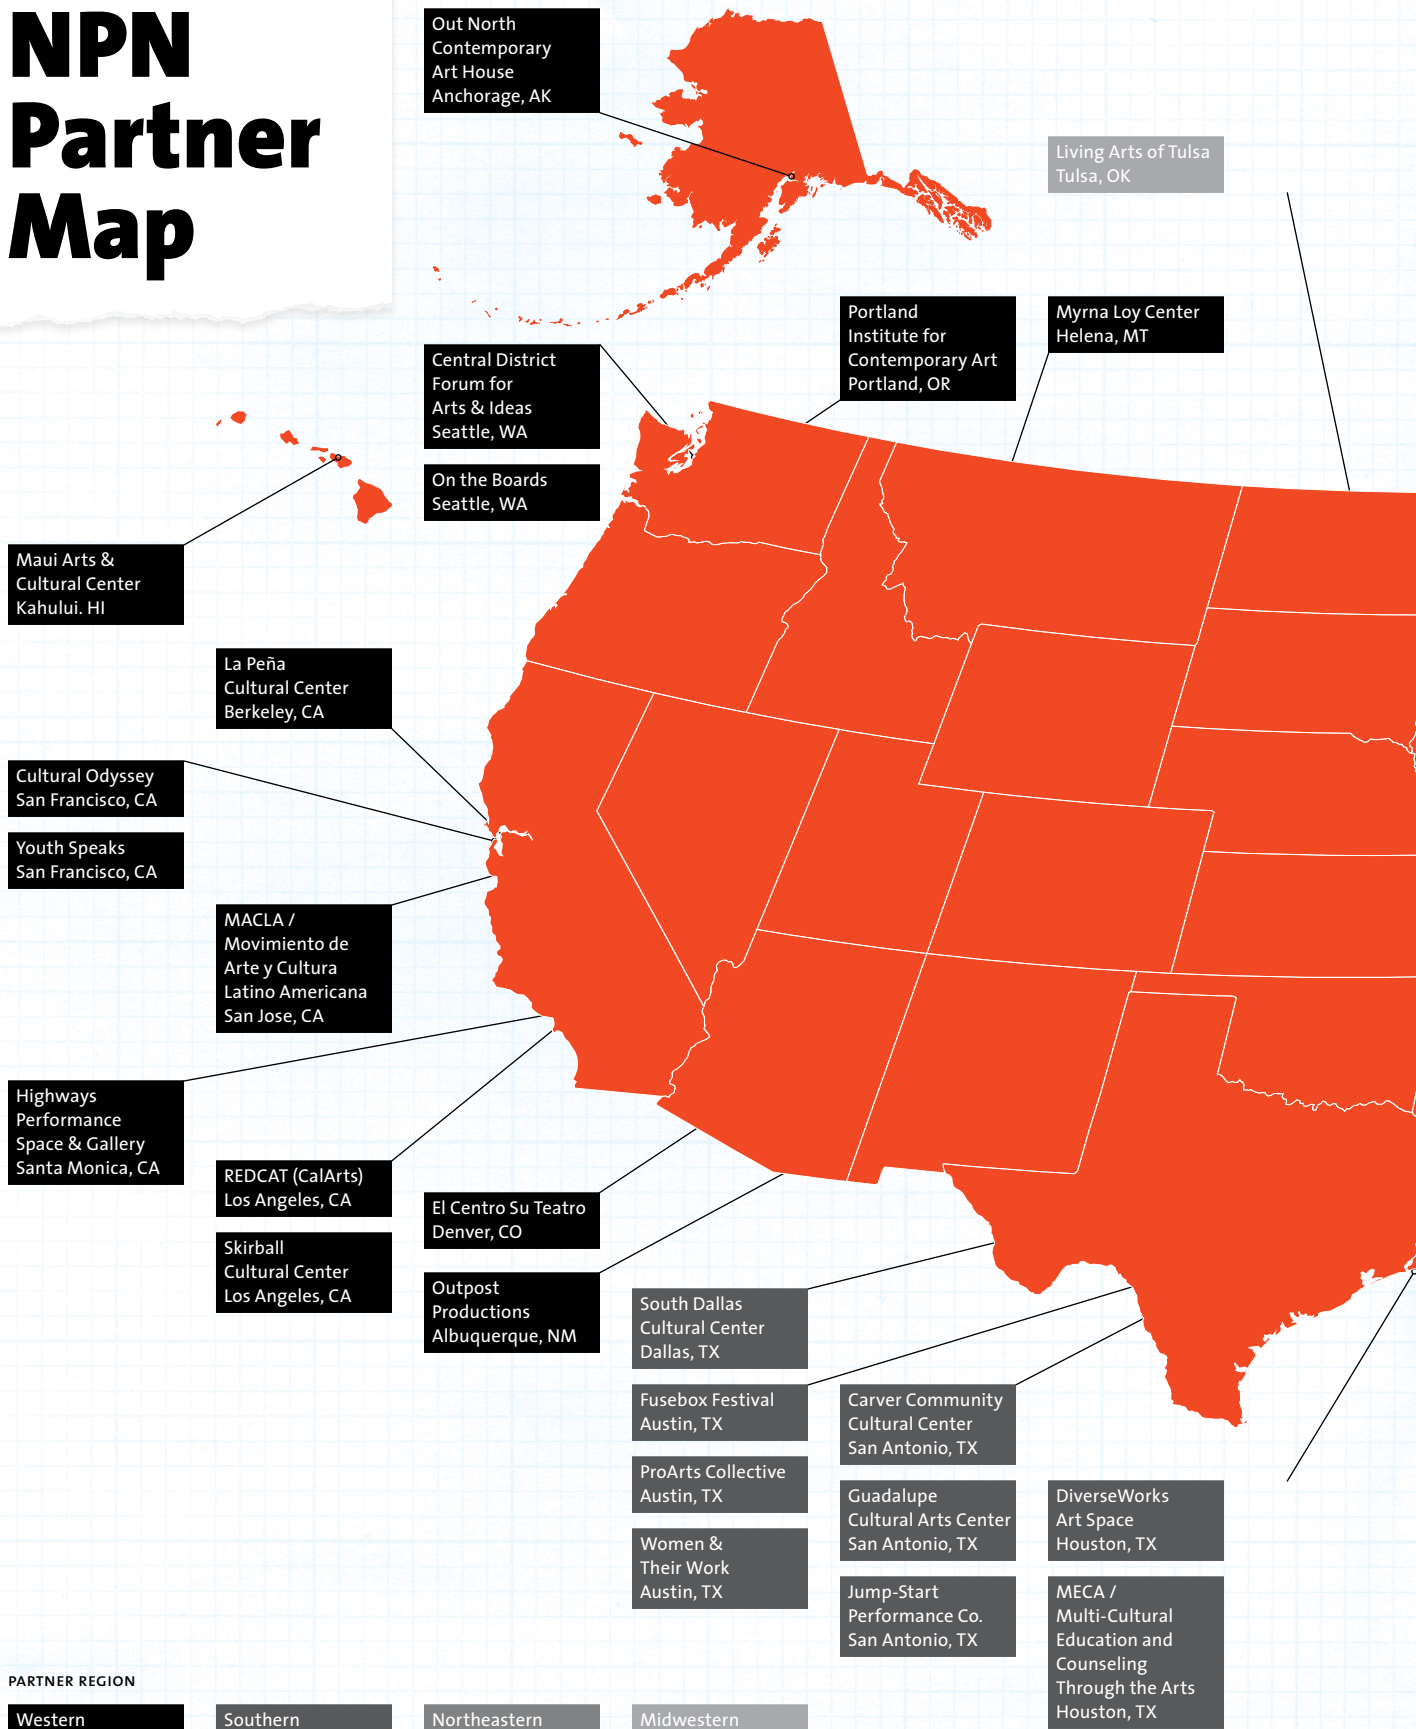 NPN
Partner
Map
Out North
Contemporary
Art House
Anchorage, AK
Living Arts of Tulsa
Tulsa, OK
Portland
Institute for
Contemporary Art
Portland, OR
Myrna Loy Center
Helena, MT
Central District
Forum for
Arts & Ideas
Seattle, WA
On the Boards
Seattle, WA
Maui Arts &
Cultural Center
Kahului. HI
La Peña
Cultural Center
Berkeley, CA
Cultural Odyssey
San Francisco, CA
Youth Speaks
San Francisco, CA
MACLA /
Movimiento de
Arte y Cultura
Latino Americana
San Jose, CA
Highways
Performance
Space & Gallery
Santa Monica, CA
REDCAT (CalArts)
Los Angeles, CA
Skirball
Cultural Center
Los Angeles, CA
El Centro Su Teatro
Denver, CO
Outpost
Productions
Albuquerque, NM
South Dallas
Cultural Center
Dallas, TX
Fusebox Festival
Austin, TX
ProArts Collective
Austin, TX
Women &
Their Work
Austin, TX
Carver Community
Cultural Center
San Antonio, TX
Guadalupe
Cultural Arts Center
San Antonio, TX
Jump-Start
Performance Co.
San Antonio, TX
DiverseWorks
Art Space
Houston, TX
MECA /
Multi-Cultural
Education and
Counseling
Through the Arts
Houston, TX
PARTNER REGION
Western
Southern
Northeastern
Midwestern